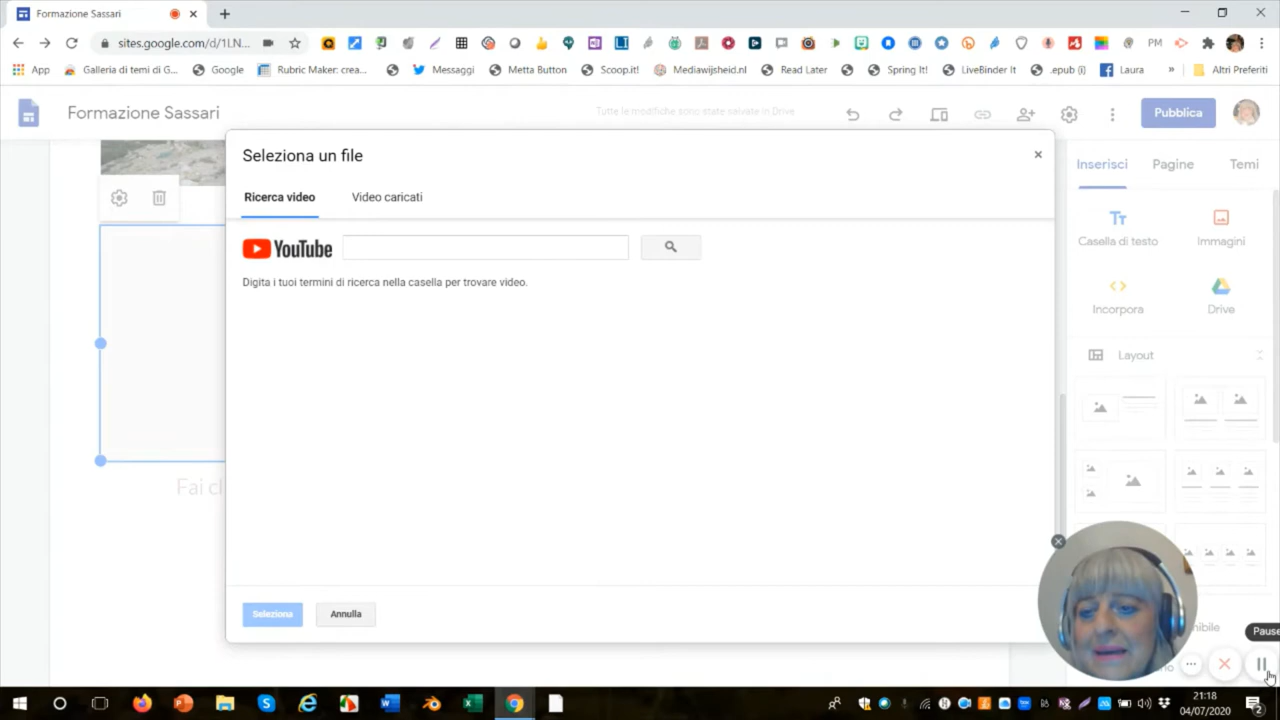 Formazione Sassari
sites.google.com/d/1LN...
PM
App
Galleria di temi di G...
Google
Rubric Maker: crea...
Messaggi
Metta Button
Scoop.it!
Mediawijsheid.nl
Read Later
Spring It!
LiveBinder It
.epub (i)
Laura
»
Altri Preferiti
Formazione Sassari
Tutte le modifiche sono state salvate in Drive
Pubblica
Seleziona un file
Ricerca video
Video caricati
YouTube
Digita i tuoi termini di ricerca nella casella per trovare video.
Fai cl
Seleziona
Annulla
Inserisci
Pagine
Temi
Casella di testo
Immagini
Incorpora
Drive
Layout
Pause
21:18
04/07/2020
2